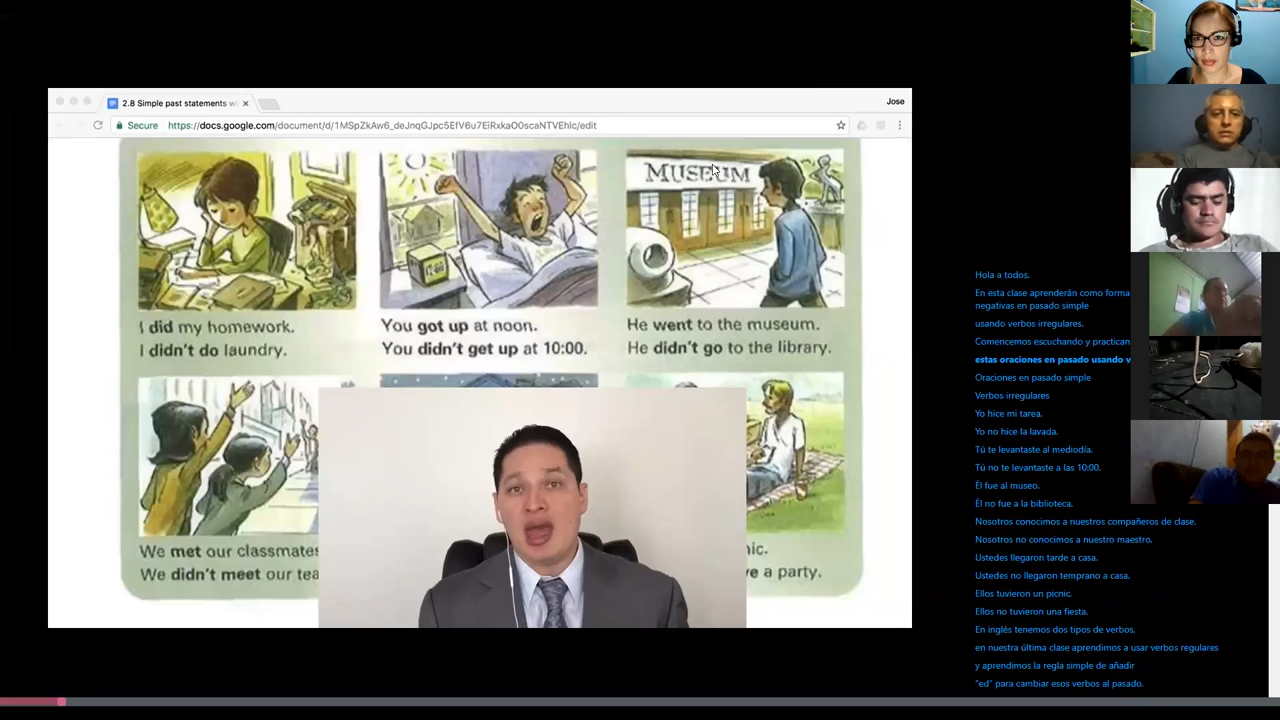 2.8 Simple past statements w
Jose
Secure https://docs.google.com/document/d/1MSpZkAw6_deJnqGJpc5EfV6u7EiRxkaO0scaNTVEhlc/edit
MUSEUM
12:00
I did my homework.
I didn't do laundry.
You got up at noon.
You didn't get up at 10:00.
He went to the museum.
He didn't go to the library.
We met our classmates
We didn't meet our tea
nic.
ve a party.
Hola a todos.
En esta clase aprenderán como forma
negativas en pasado simple
usando verbos irregulares.
Comencemos escuchando y practican
estas oraciones en pasado usando v
Oraciones en pasado simple
Verbos irregulares
Yo hice mi tarea.
Yo no hice la lavada.
Tú te levantaste al mediodía.
Tú no te levantaste a las 10:00.
Él fue al museo.
Él no fue a la biblioteca.
Nosotros conocimos a nuestros compañeros de clase.
Nosotros no conocimos a nuestro maestro.
Ustedes llegaron tarde a casa.
Ustedes no llegaron temprano a casa.
Ellos tuvieron un picnic.
Ellos no tuvieron una fiesta.
En inglés tenemos dos tipos de verbos,
en nuestra última clase aprendimos a usar verbos regulares
y aprendimos la regla simple de añadir
"ed" para cambiar esos verbos al pasado.